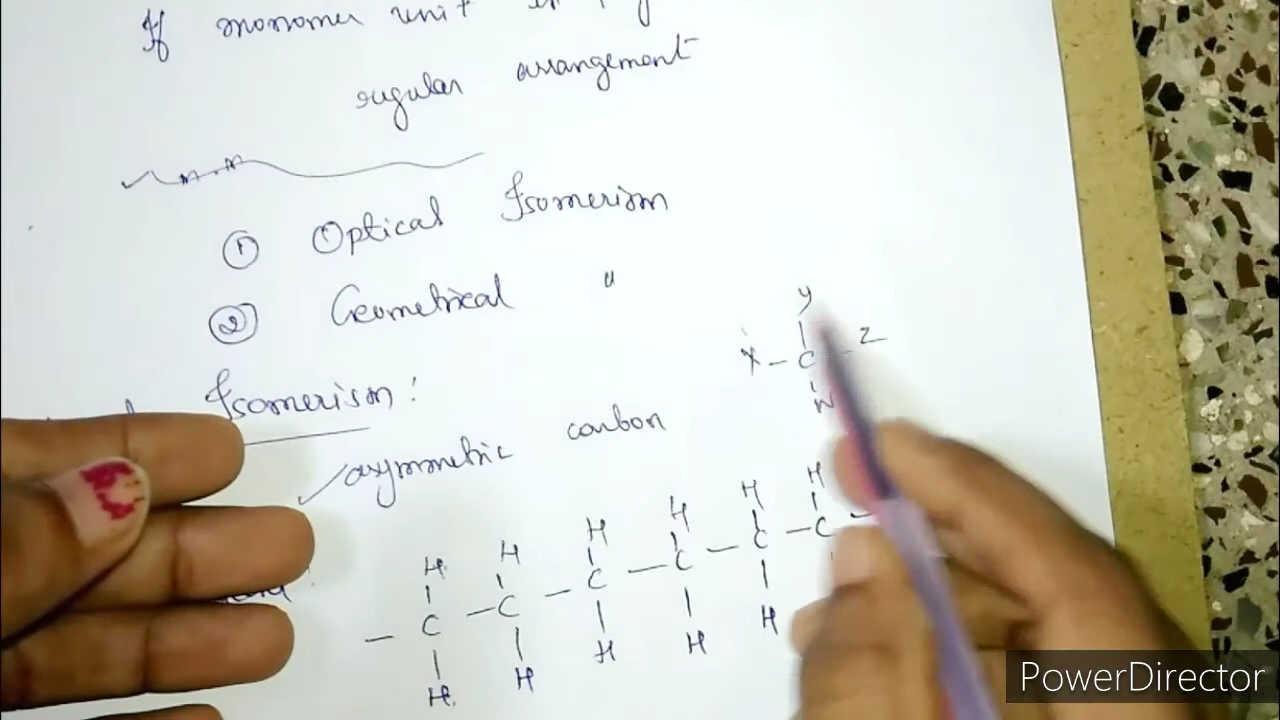 If monomer unit
regular arrangement
① Optical Isomerism
② Geometrical "
Isomerism:
asymmetric carbon
y
X - C - Z
W
H H H H H H
- C - C - C - C - C - C -
H H H H H
PowerDirector